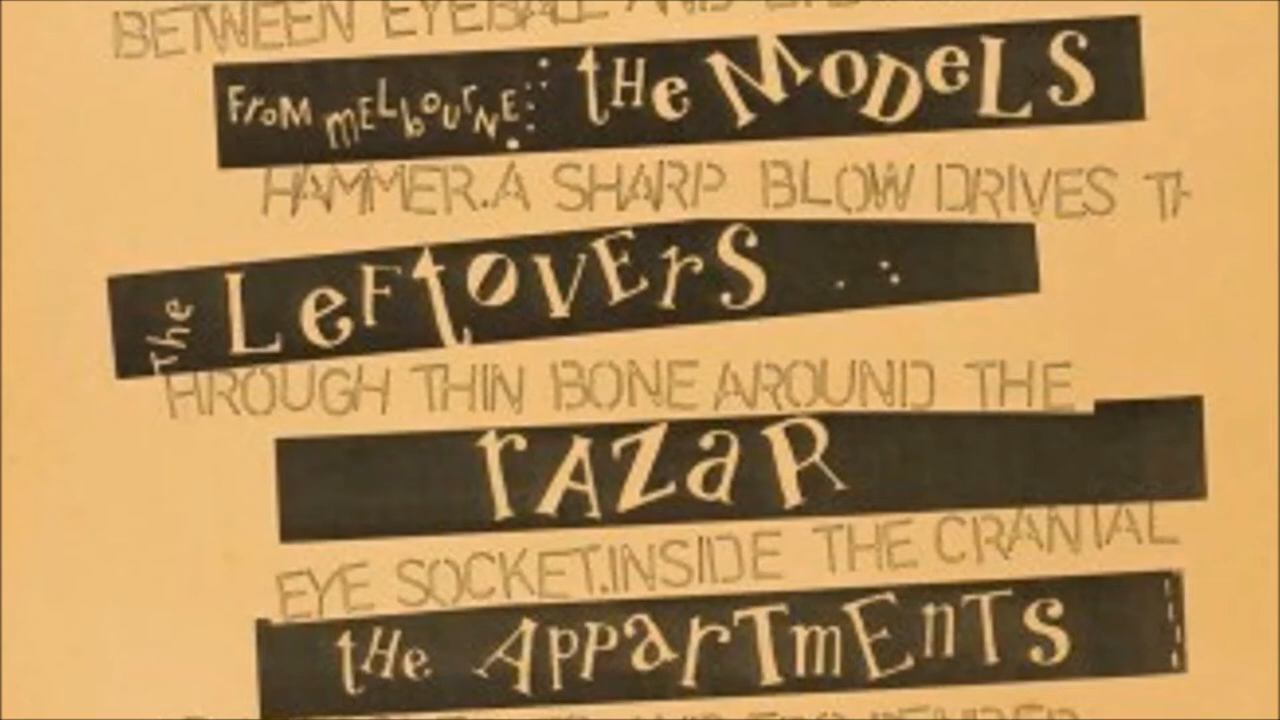 BETWEEN EYEBALL AND
FrOM MELbOUrNE: tHe MODeLS
HAMMER.A SHARP BLOW DRIVES TH
The LeFtOVErS
HROUGH THIN BONE AROUND THE
rAZaR
EYE SOCKET.INSIDE THE CRANIAL
tHe APPartmEnTs